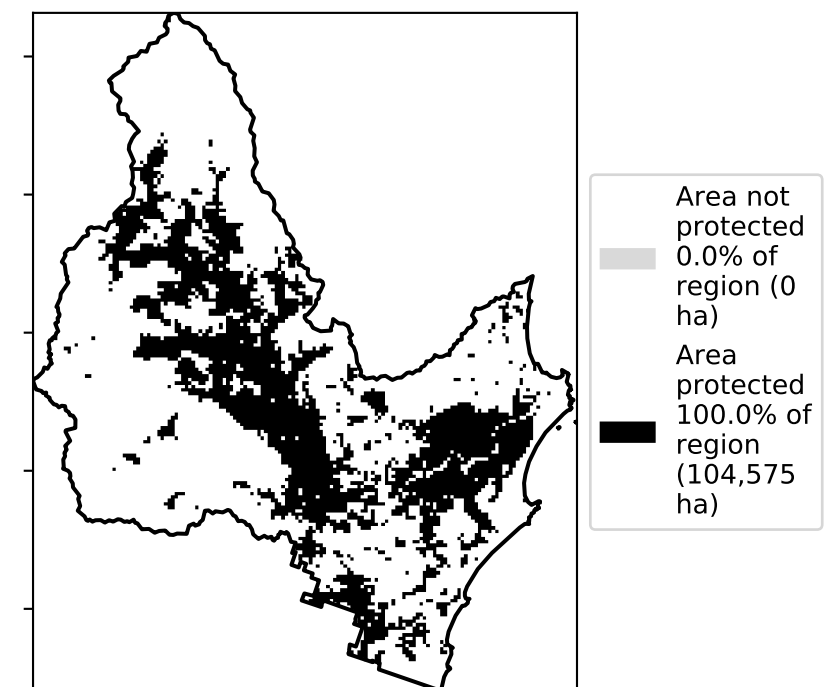 Area not
protected
0.0% of
region (0
ha)
Area
protected
100.0% of
region
(104,575
ha)